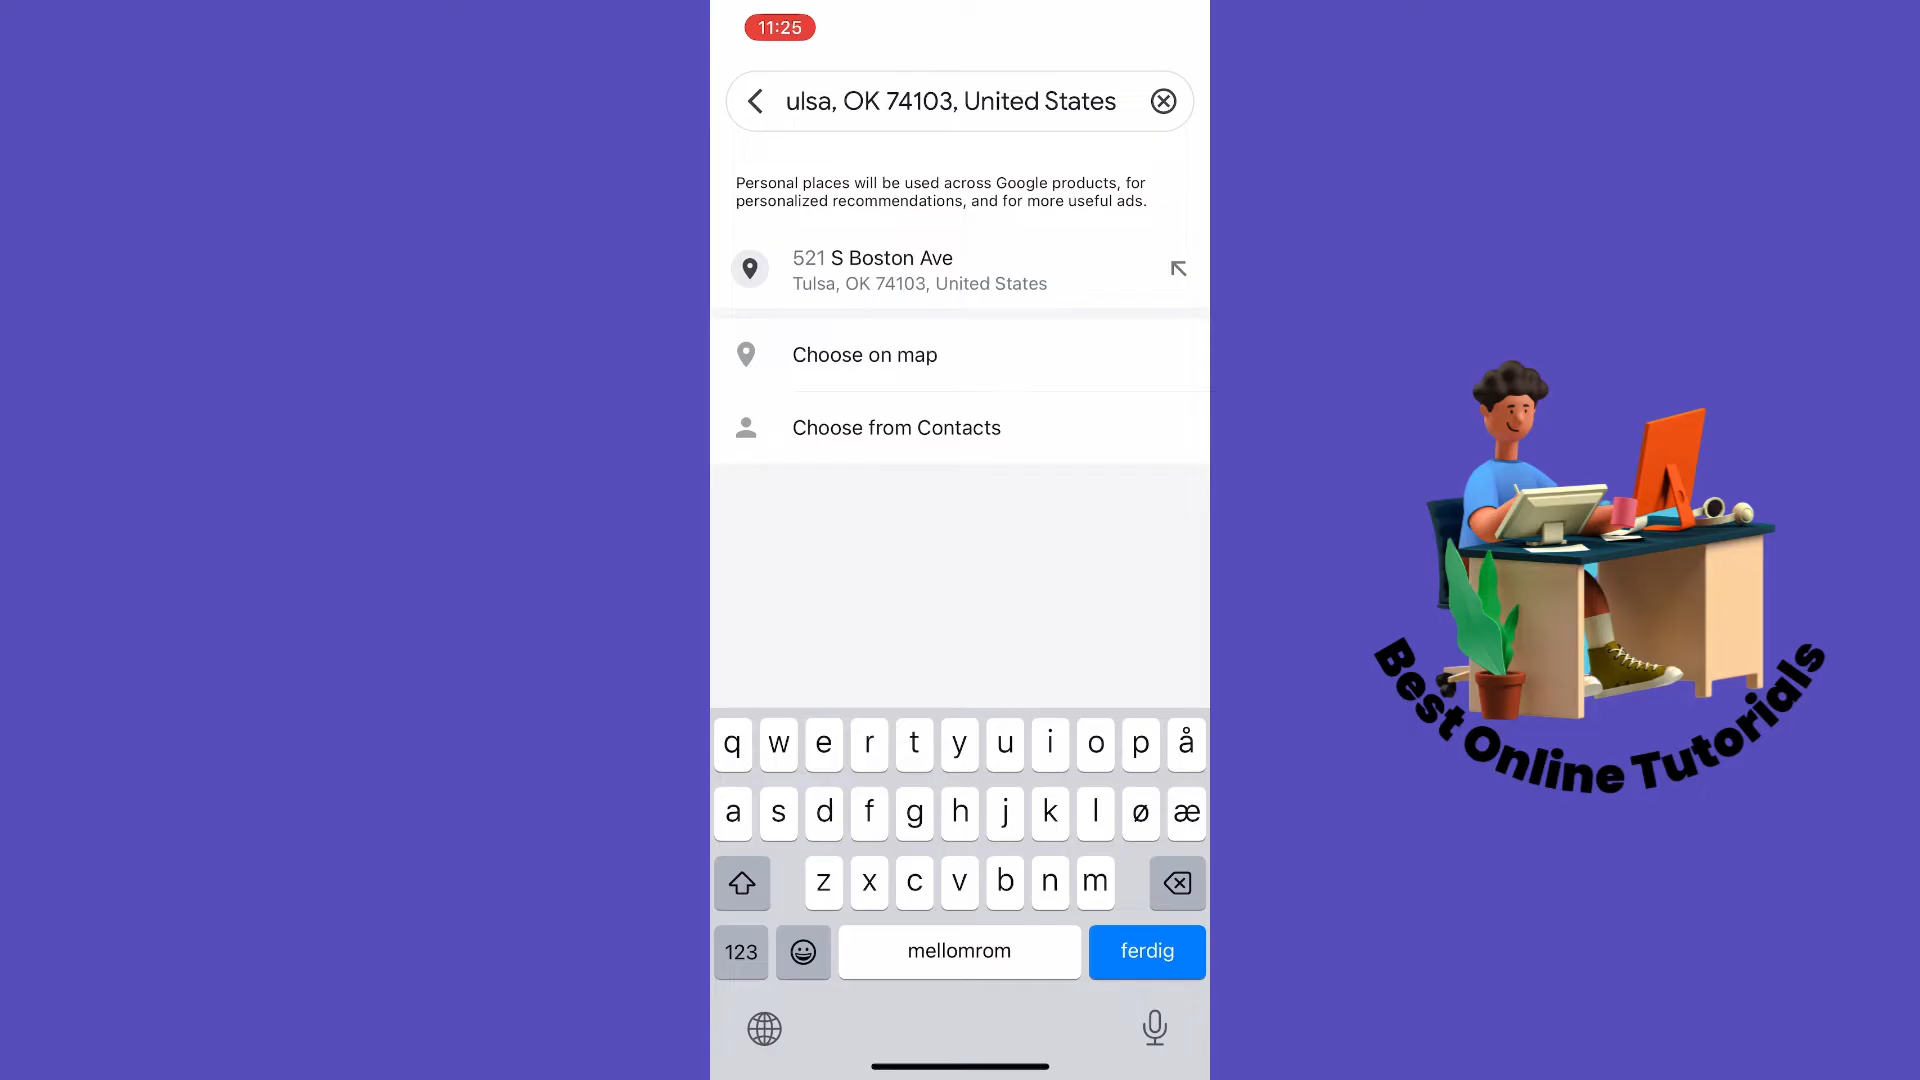 11:25
ulsa, OK 74103, United States
Personal places will be used across Google products, for
personalized recommendations, and for more useful ads.
521 S Boston Ave
Tulsa, OK 74103, United States
Choose on map
Choose from Contacts
q w e r t y u i o p å
a s d f g h j k l ø æ
z x c v b n m
123 mellomrom ferdig
Best Online Tutorials